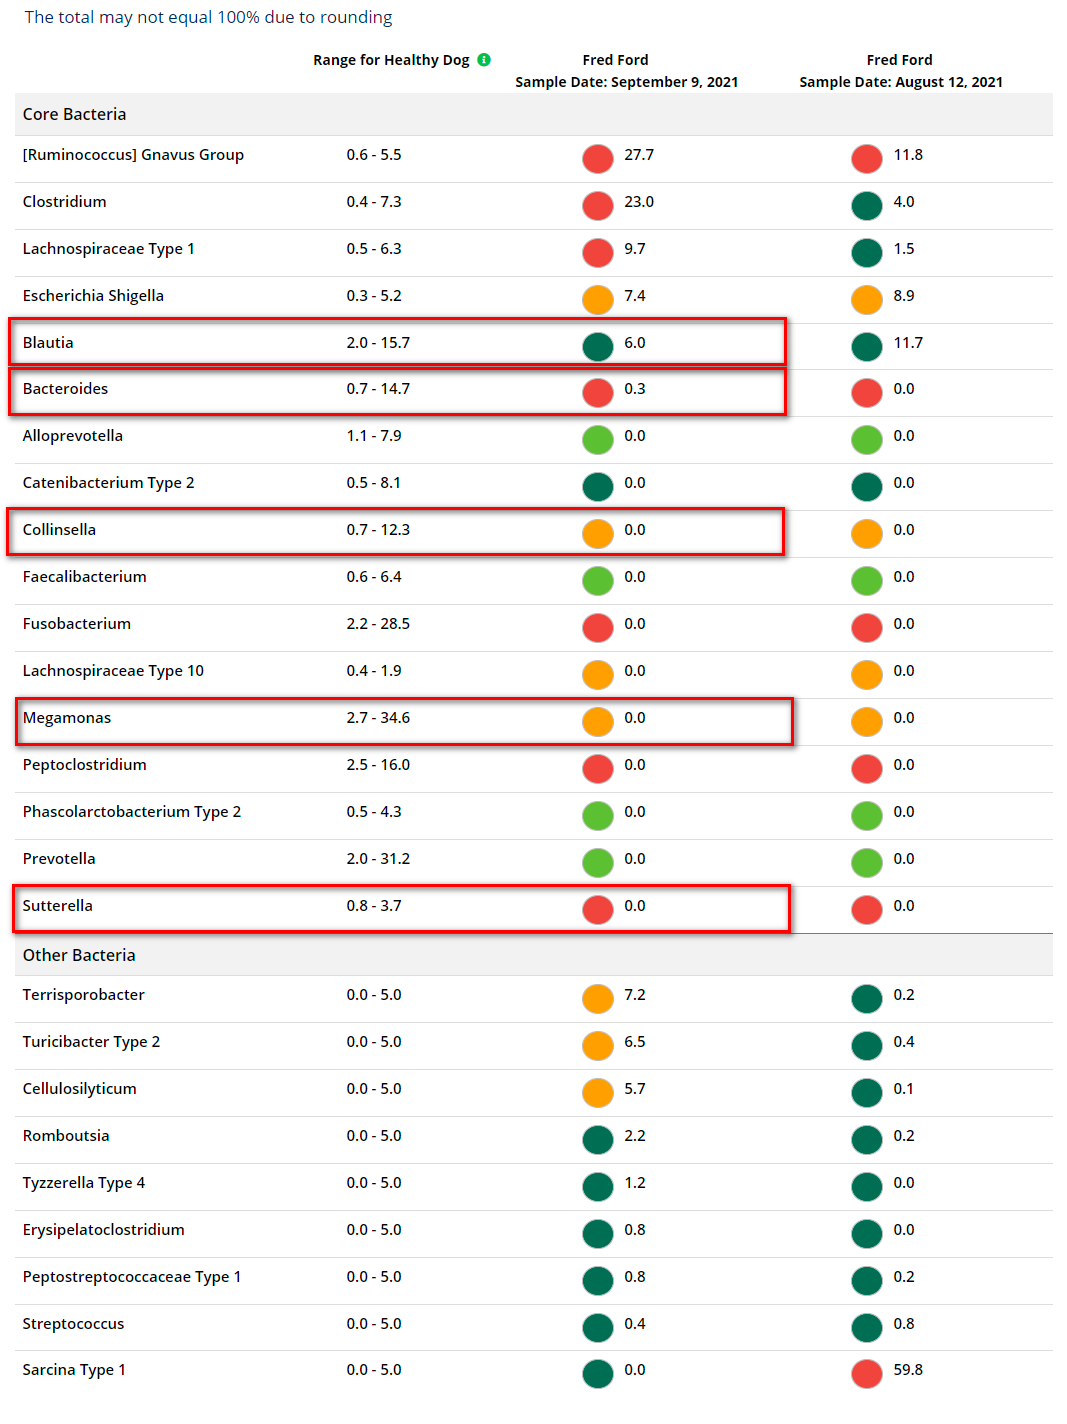 The total may not equal 100% due to rounding
Range for Healthy Dog Fred Ford Fred Ford
Sample Date: September 9, 2021 Sample Date: August 12, 2021
Core Bacteria
[Ruminococcus] Gnavus Group 0.6 - 5.5 27.7 11.8
Clostridium 0.4 - 7.3 23.0 4.0
Lachnospiraceae Type 1 0.5 - 6.3 9.7 1.5
Escherichia Shigella 0.3 - 5.2 7.4 8.9
Blautia 2.0 - 15.7 6.0 11.7
Bacteroides 0.7 - 14.7 0.3 0.0
Alloprevotella 1.1 - 7.9 0.0 0.0
Catenibacterium Type 2 0.5 - 8.1 0.0 0.0
Collinsella 0.7 - 12.3 0.0 0.0
Faecalibacterium 0.6 - 6.4 0.0 0.0
Fusobacterium 2.2 - 28.5 0.0 0.0
Lachnospiraceae Type 10 0.4 - 1.9 0.0 0.0
Megamonas 2.7 - 34.6 0.0 0.0
Peptoclostridium 2.5 - 16.0 0.0 0.0
Phascolarctobacterium Type 2 0.5 - 4.3 0.0 0.0
Prevotella 2.0 - 31.2 0.0 0.0
Sutterella 0.8 - 3.7 0.0 0.0
Other Bacteria
Terrisporobacter 0.0 - 5.0 7.2 0.2
Turicibacter Type 2 0.0 - 5.0 6.5 0.4
Cellulosilyticum 0.0 - 5.0 5.7 0.1
Romboutsia 0.0 - 5.0 2.2 0.2
Tyzzerella Type 4 0.0 - 5.0 1.2 0.0
Erysipelatoclostridium 0.0 - 5.0 0.8 0.0
Peptostreptococcaceae Type 1 0.0 - 5.0 0.8 0.2
Streptococcus 0.0 - 5.0 0.4 0.8
Sarcina Type 1 0.0 - 5.0 0.0 59.8